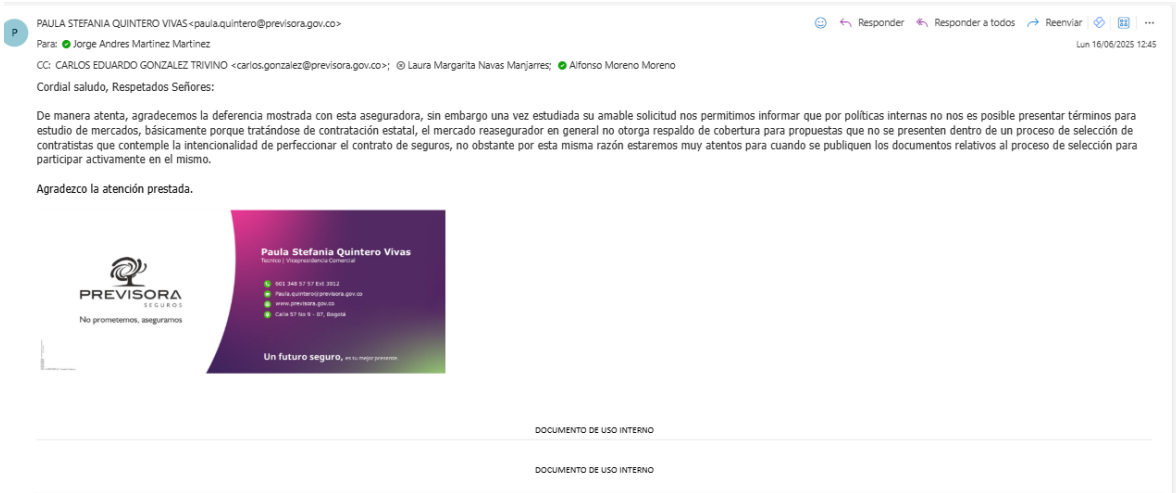 P
PAULA STEFANIA QUINTERO VIVAS<paula.quintero@previsora.gov.co>
Responder Responder a todos Reenviar ...
Para: Jorge Andres Martinez Martinez
Lun 16/06/2025 12:45
CC: CARLOS EDUARDO GONZALEZ TRIVINO <carlos.gonzalez@previsora.gov.co>; Laura Margarita Navas Manjarres; Alfonso Moreno Moreno
Cordial saludo, Respetados Señores:
De manera atenta, agradecemos la deferencia mostrada con esta aseguradora, sin embargo una vez estudiada su amable solicitud nos permitimos informar que por políticas internas no nos es posible presentar términos para
estudio de mercados, básicamente porque tratándose de contratación estatal, el mercado reasegurador en general no otorga respaldo de cobertura para propuestas que no se presenten dentro de un proceso de selección de
contratistas que contemple la intencionalidad de perfeccionar el contrato de seguros, no obstante por esta misma razón estaremos muy atentos para cuando se publiquen los documentos relativos al proceso de selección para
participar activamente en el mismo.
Agradezco la atención prestada.
PREVISORA
SEGUROS
No prometemos, aseguramos
Paula Stefania Quintero Vivas
Técnico | Vicepresidencia Comercial
601 348 57 57 Ext 3012
Paula.quintero@previsora.gov.co
www.previsora.gov.co
Calle 57 No 9 - 07, Bogotá
Un futuro seguro, es tu mejor presente.
DOCUMENTO DE USO INTERNO
DOCUMENTO DE USO INTERNO